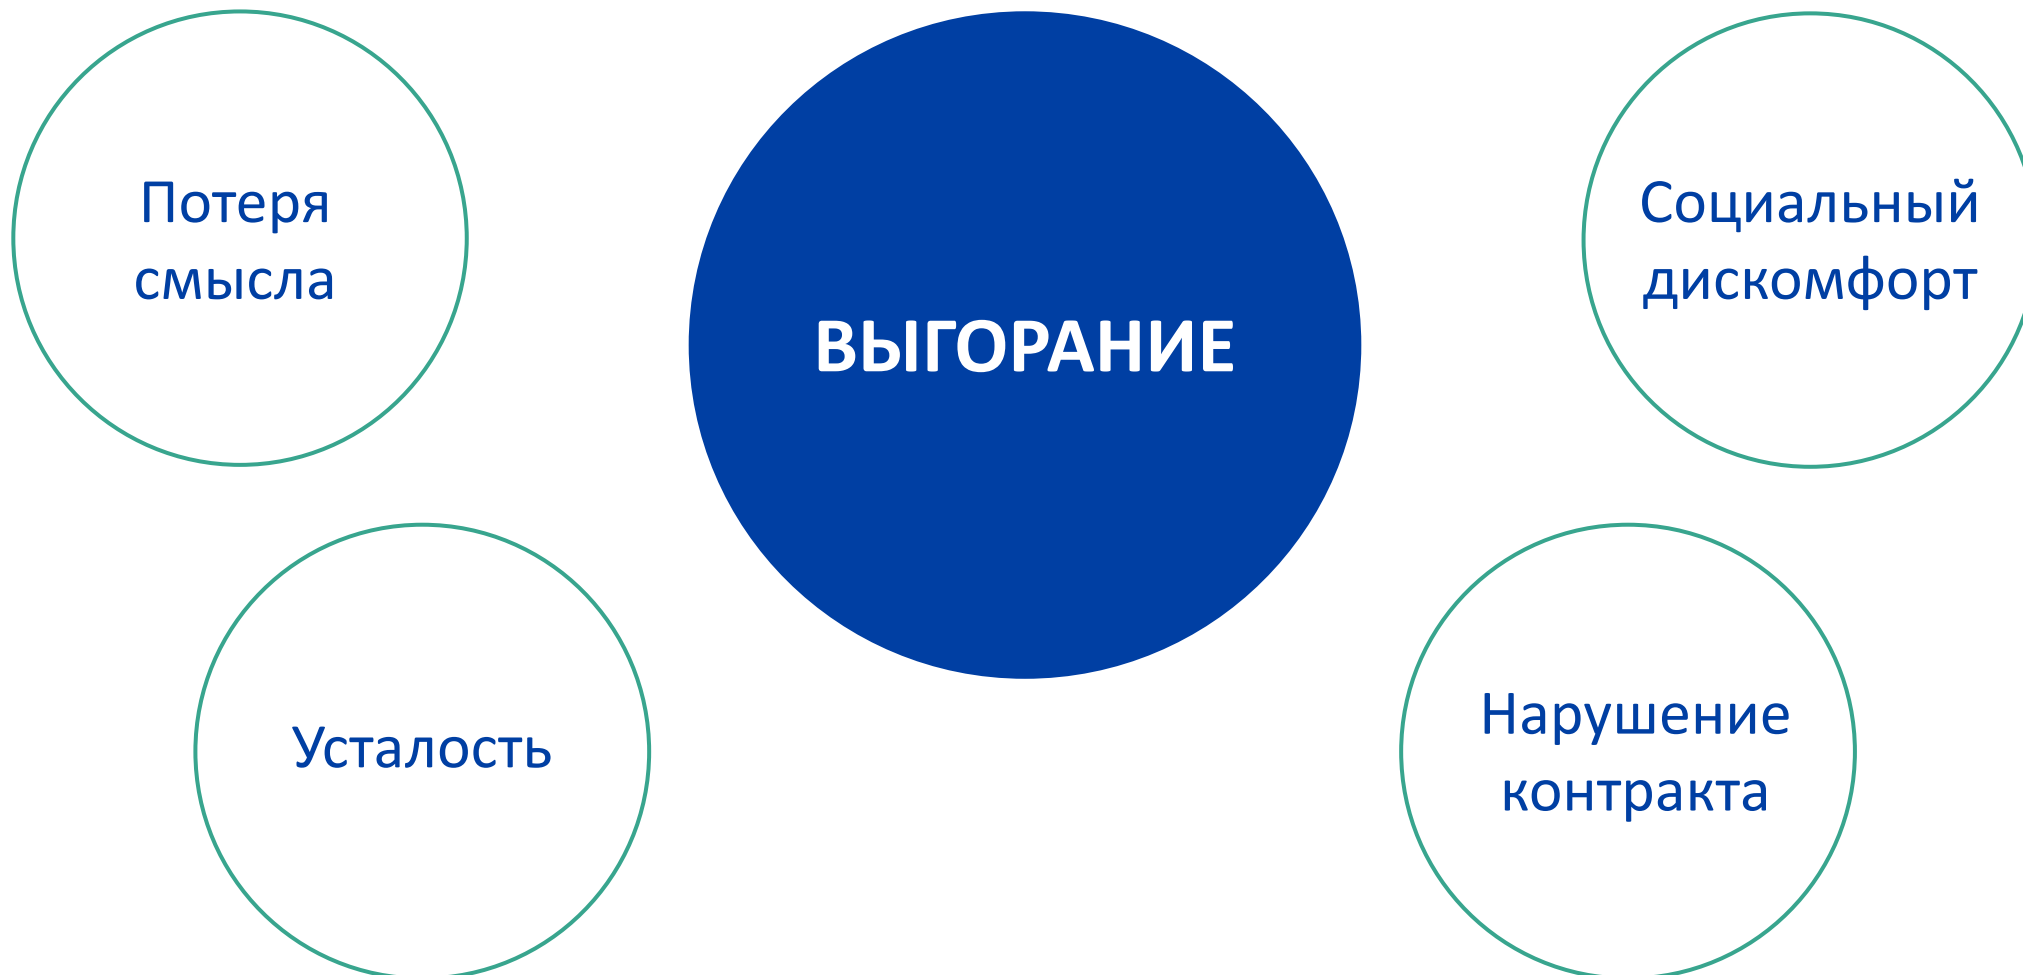 Потеря
смысла
ВЫГОРАНИЕ
Социальный
дискомфорт
Усталость
Нарушение
контракта